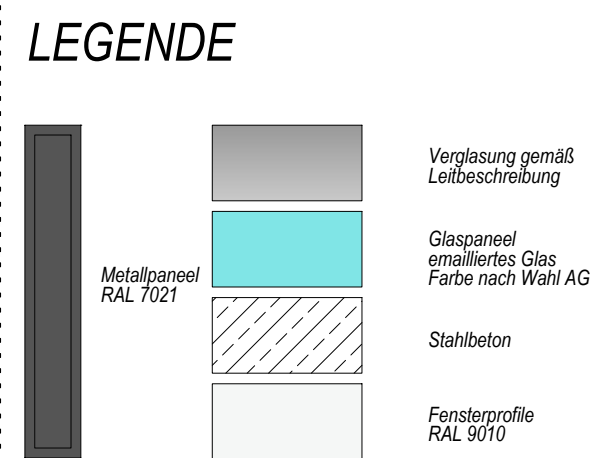 LEGENDE
Metallpaneel
RAL 7021
Verglasung gemäß
Leitbeschreibung
Glaspaneel
emailliertes Glas
Farbe nach Wahl AG
Stahlbeton
Fensterprofile
RAL 9010